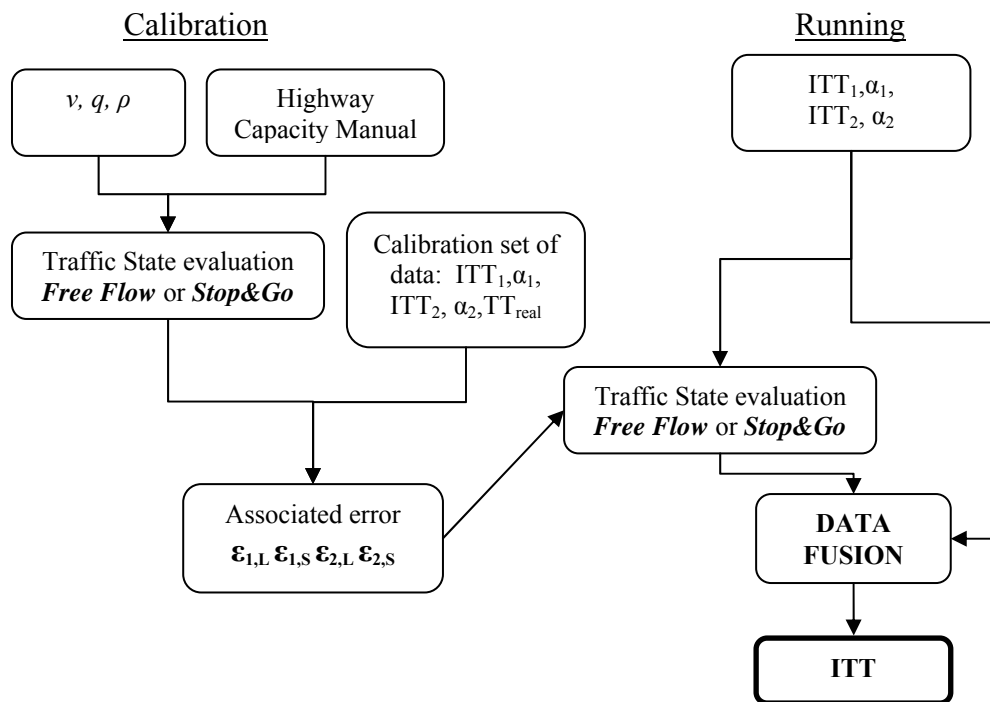 Calibration
Running
v, q, ρ
Highway
Capacity Manual
ITT₁,α₁,
ITT₂, α₂
Traffic State evaluation
Free Flow or Stop&Go
Calibration set of
data: ITT₁,α₁,
ITT₂, α₂,TTreal
Traffic State evaluation
Free Flow or Stop&Go
Associated error
ε1,L ε1,S ε2,L ε2,S
DATA
FUSION
ITT